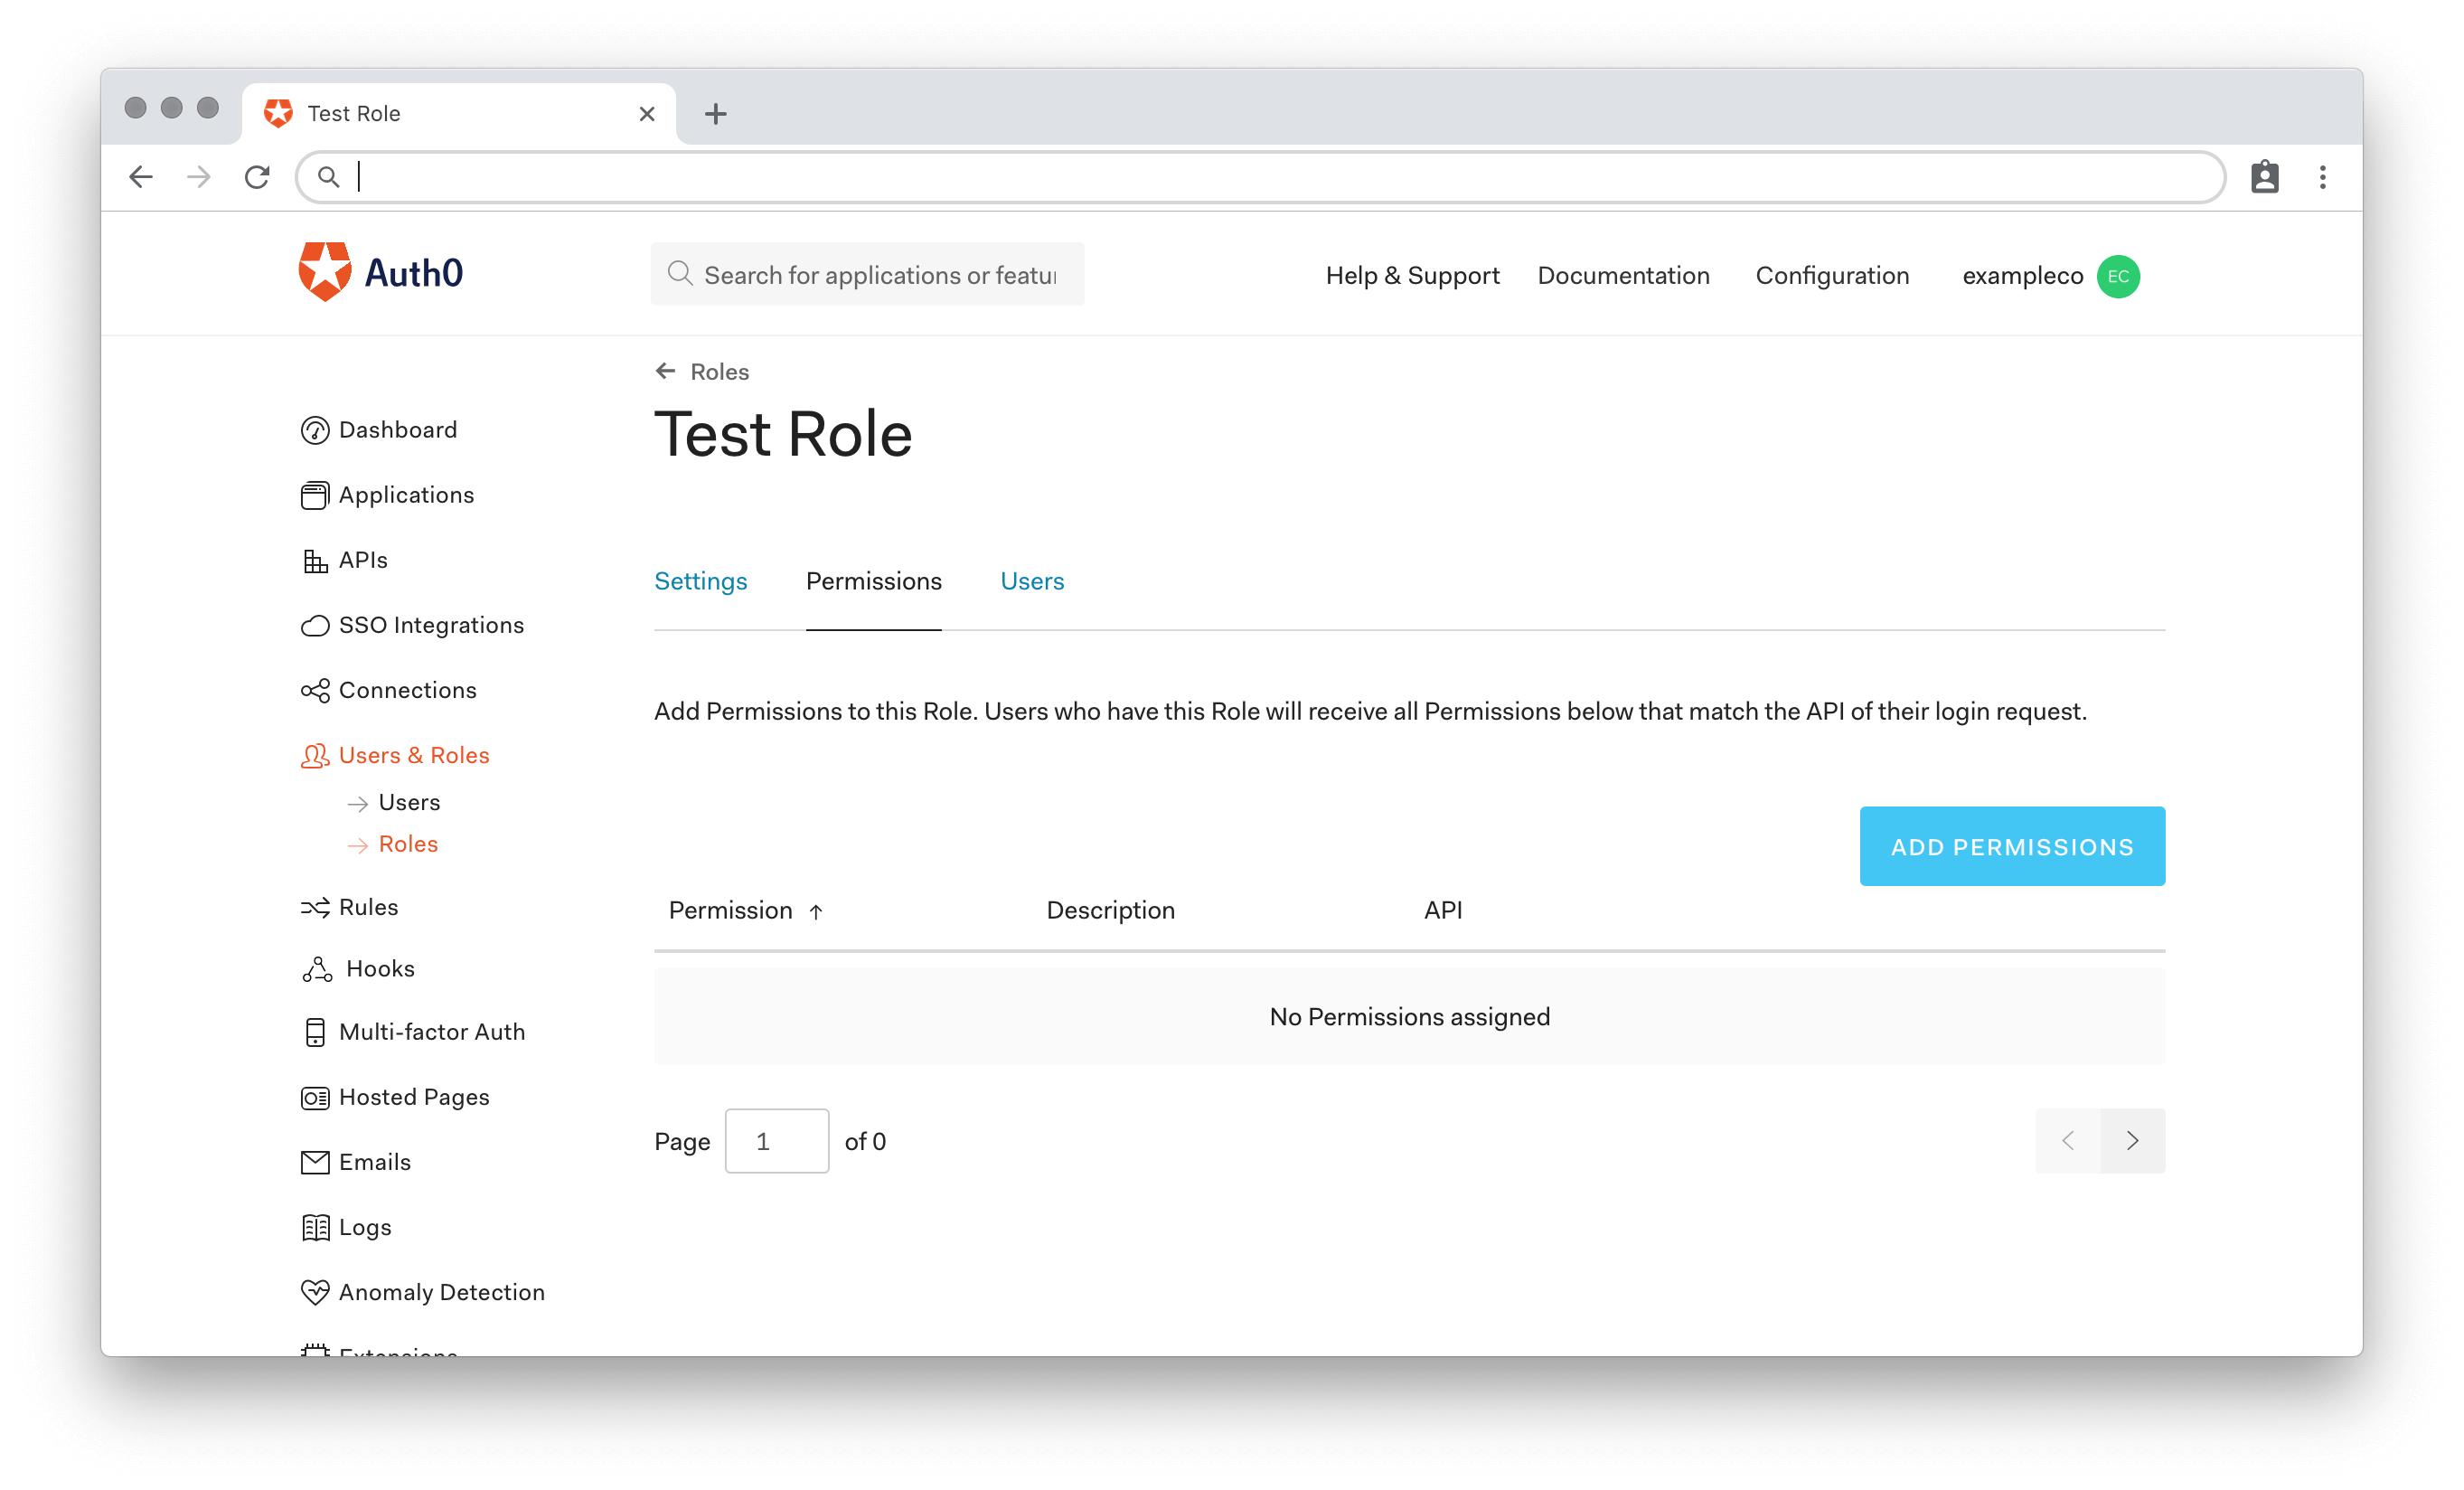 Test Role
Auth0
Search for applications or featur
Help & Support
Documentation
Configuration
exampleco
EC
Dashboard
Applications
APIs
SSO Integrations
Connections
Users & Roles
Users
Roles
Rules
Hooks
Multi-factor Auth
Hosted Pages
Emails
Logs
Anomaly Detection
Extensions
Roles
Test Role
Settings
Permissions
Users
Add Permissions to this Role. Users who have this Role will receive all Permissions below that match the API of their login request.
ADD PERMISSIONS
Permission ↑
Description
API
No Permissions assigned
Page 1 of 0